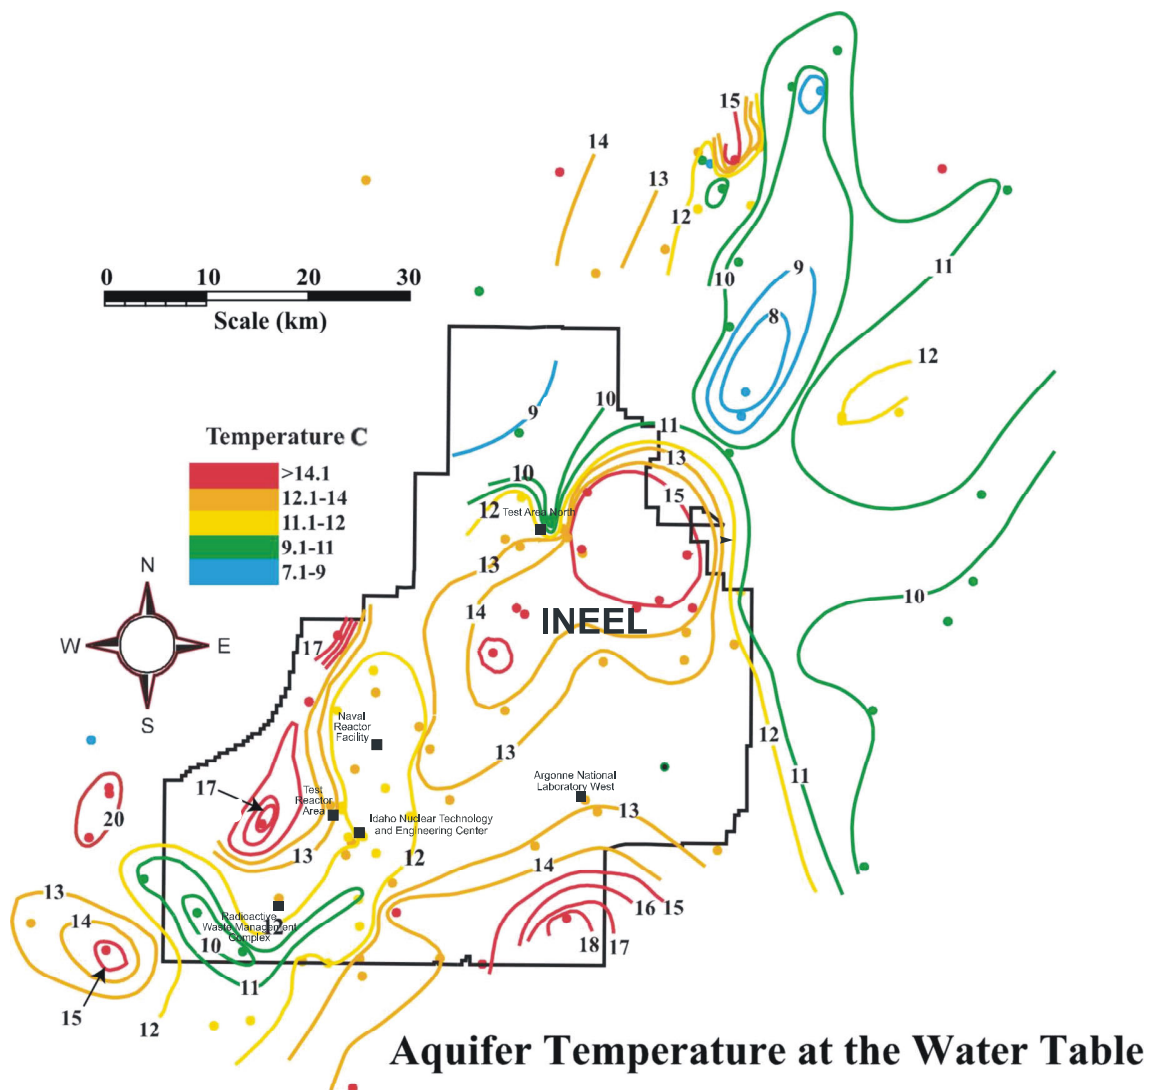 15
14
13
12
0 10 20 30
Scale (km)
10
9
11
8
12
9
10
11
Temperature C
>14.1
12.1-14
11.1-12
9.1-11
7.1-9
13
10
15
12
Test Area North
N
W E
S
13
14
10
INEEL
17
Naval
Reactor
Facility
12
13
11
17
Test
Reactor
Area
Argonne National
Laboratory West
13
20
Idaho Nuclear Technology
and Engineering Center
13
12
14
13
14
16 15
Radioactive
Waste Management
Complex
12
10
18 17
11
15
12
Aquifer Temperature at the Water Table